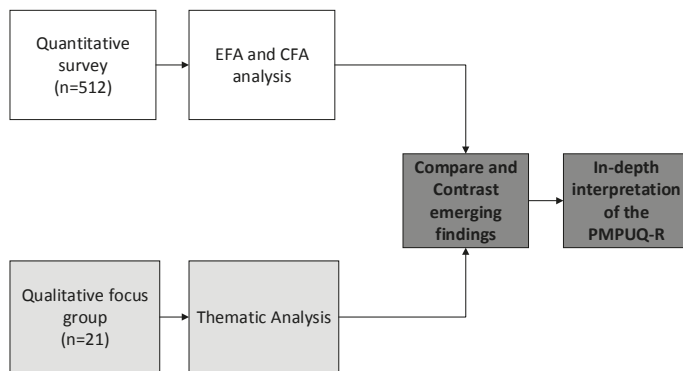 Quantitative
survey
(n=512)
EFA and CFA
analysis
Compare and
Contrast
emerging
findings
In-depth
interpretation
of the
PMPUQ-R
Qualitative focus
group
(n=21)
Thematic Analysis